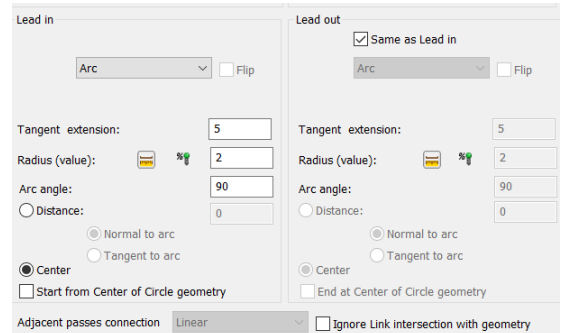 Lead in
Arc
Flip
Tangent extension:
5
Radius (value):
%
2
Arc angle:
90
Distance:
0
Normal to arc
Tangent to arc
Center
Start from Center of Circle geometry
Lead out
Same as Lead in
Arc
Flip
Tangent extension:
5
Radius (value):
%
2
Arc angle:
90
Distance:
0
Normal to arc
Tangent to arc
Center
End at Center of Circle geometry
Adjacent passes connection
Linear
Ignore Link intersection with geometry